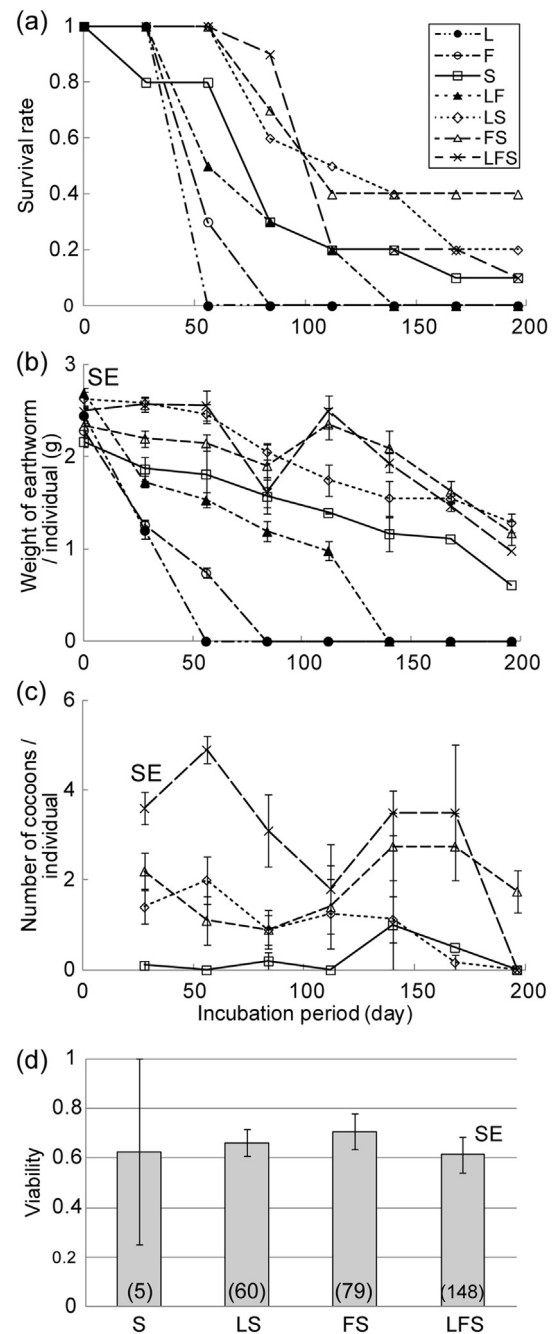 (a)
1
0.8
0.6
0.4
0.2
0
Survival rate
L
F
S
LF
LS
FS
LFS
0 50 100 150 200
(b)
3
2
1
0
Weight of earthworm
/ individual (g)
SE
0 50 100 150 200
(c)
6
4
2
0
Number of cocoons /
individual
SE
0 50 100 150 200
Incubation period (day)
(d)
1
0.8
0.6
0.4
0.2
0
Viability
SE
(5) (60) (79) (148)
S LS FS LFS